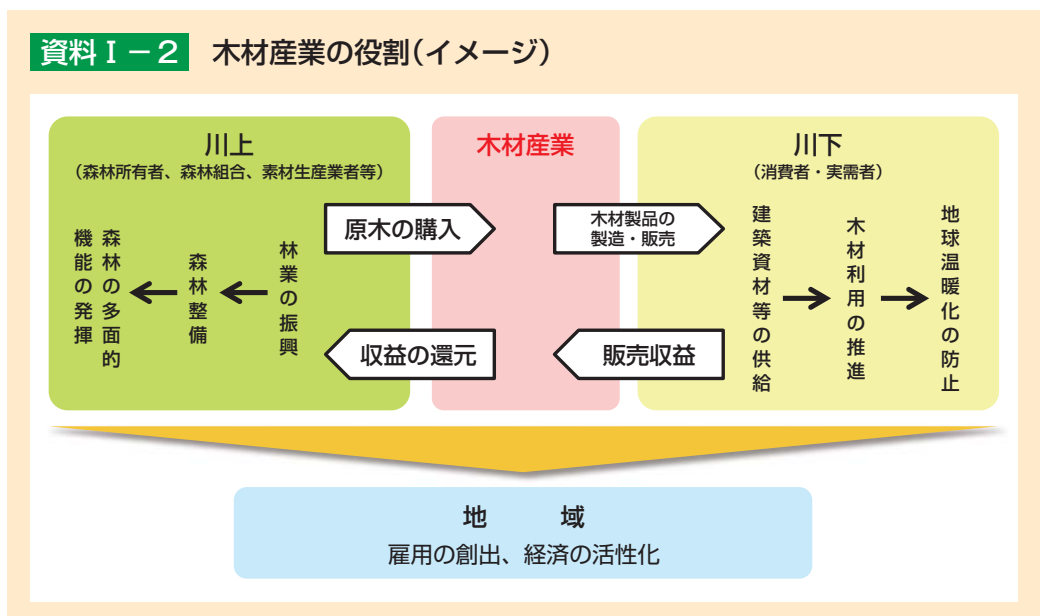 資料Ⅰ－2 木材産業の役割(イメージ)
川上
(森林所有者、森林組合、素材生産業者等)
木材産業
川下
(消費者・実需者)
原木の購入
木材製品の
製造・販売
収益の還元
販売収益
林業の振興
森林整備
森林の多面的
機能の発揮
建築資材等の供給
木材利用の推進
地球温暖化の防止
地　域
雇用の創出、経済の活性化